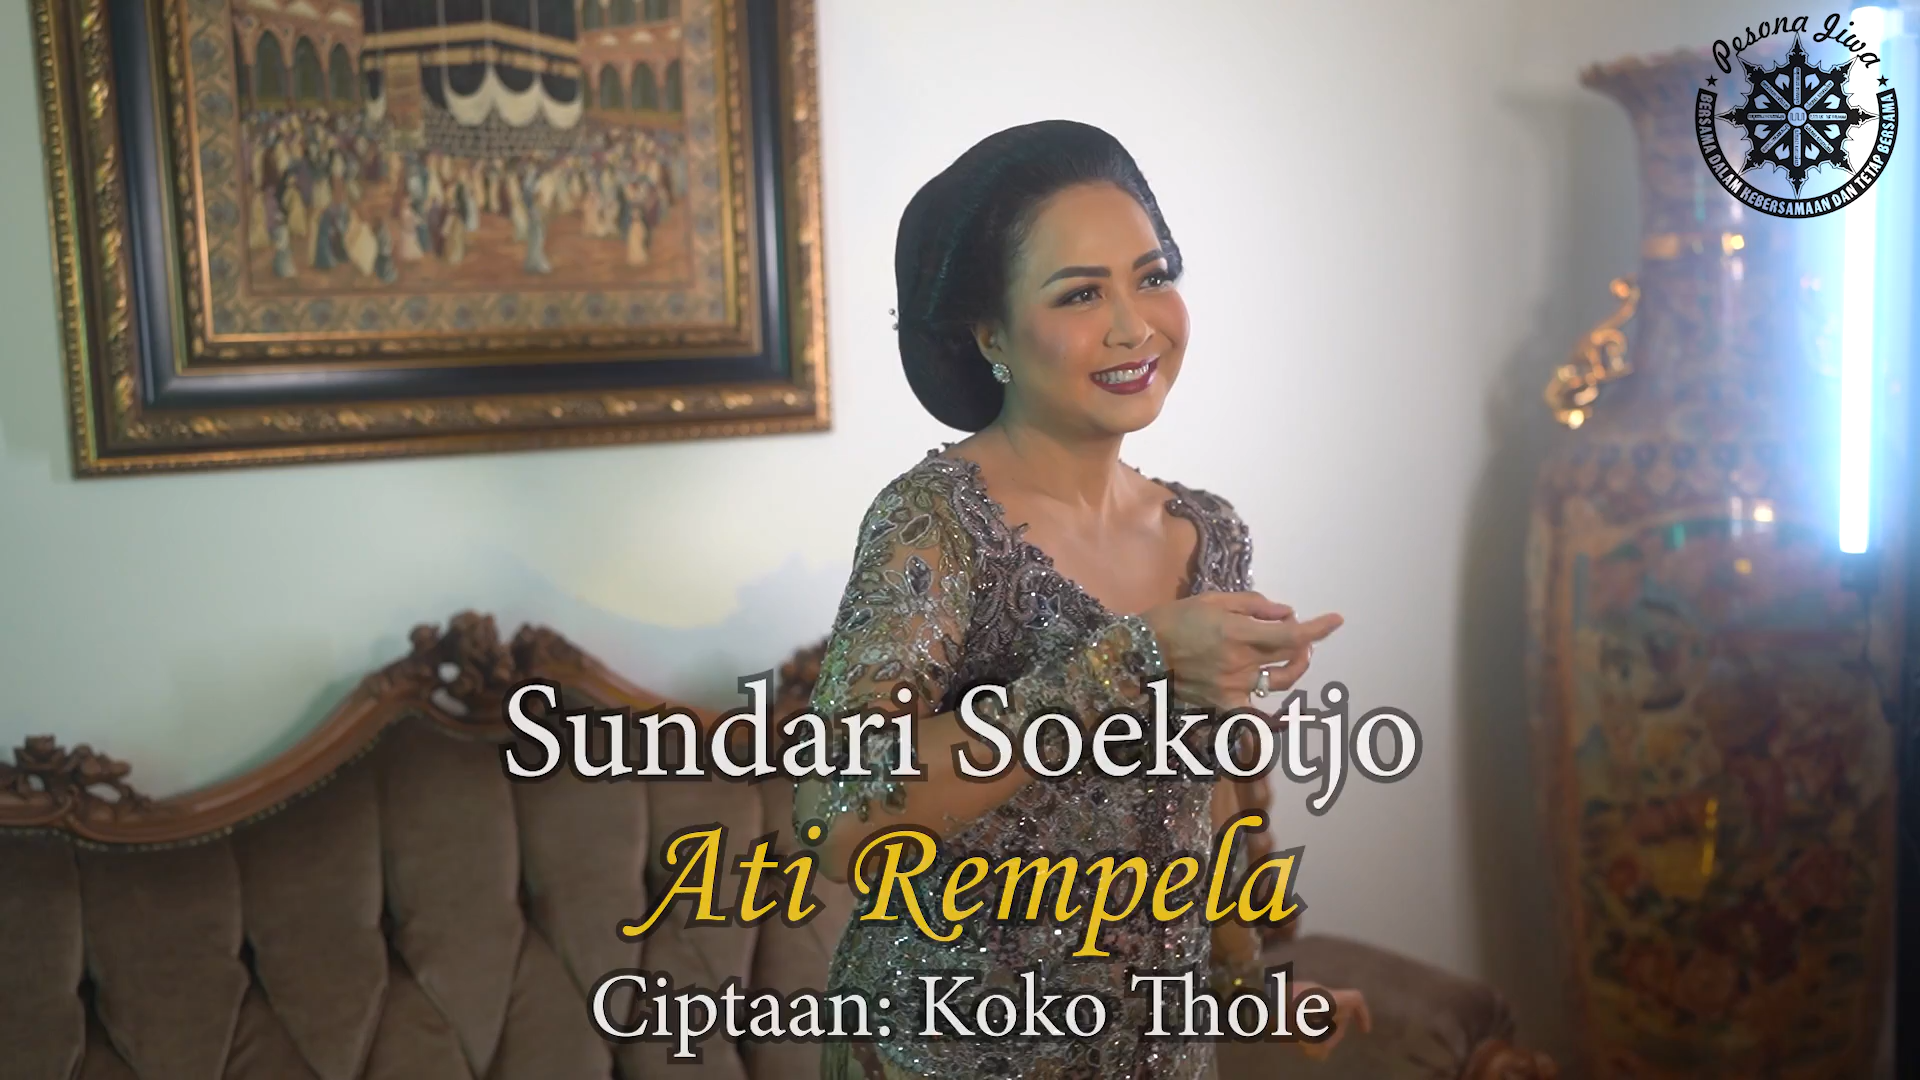 Pesona Jiwa
BERSAMA DALAM KEBERSAMAAN DAN TETAP BERSAMA
Sundari Soekotjo
Ati Rempela
Ciptaan: Koko Thole